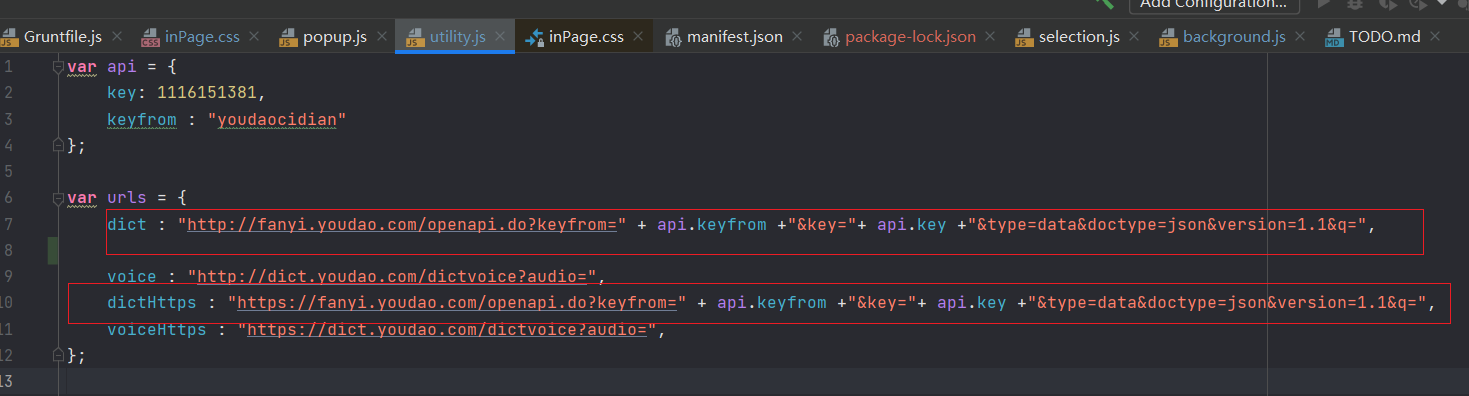 Add Configuration...
Gruntfile.js inPage.css popup.js utility.js inPage.css manifest.json package-lock.json selection.js background.js TODO.md
1 var api = {
2 key: 1116151381,
3 keyfrom : "youdaocidian"
4 };
5
6 var urls = {
7 dict : "http://fanyi.youdao.com/openapi.do?keyfrom=" + api.keyfrom +"&key="+ api.key +"&type=data&doctype=json&version=1.1&q=",
8
9 voice : "http://dict.youdao.com/dictvoice?audio=",
10 dictHttps : "https://fanyi.youdao.com/openapi.do?keyfrom=" + api.keyfrom +"&key="+ api.key +"&type=data&doctype=json&version=1.1&q=",
11 voiceHttps : "https://dict.youdao.com/dictvoice?audio=",
12 };
13